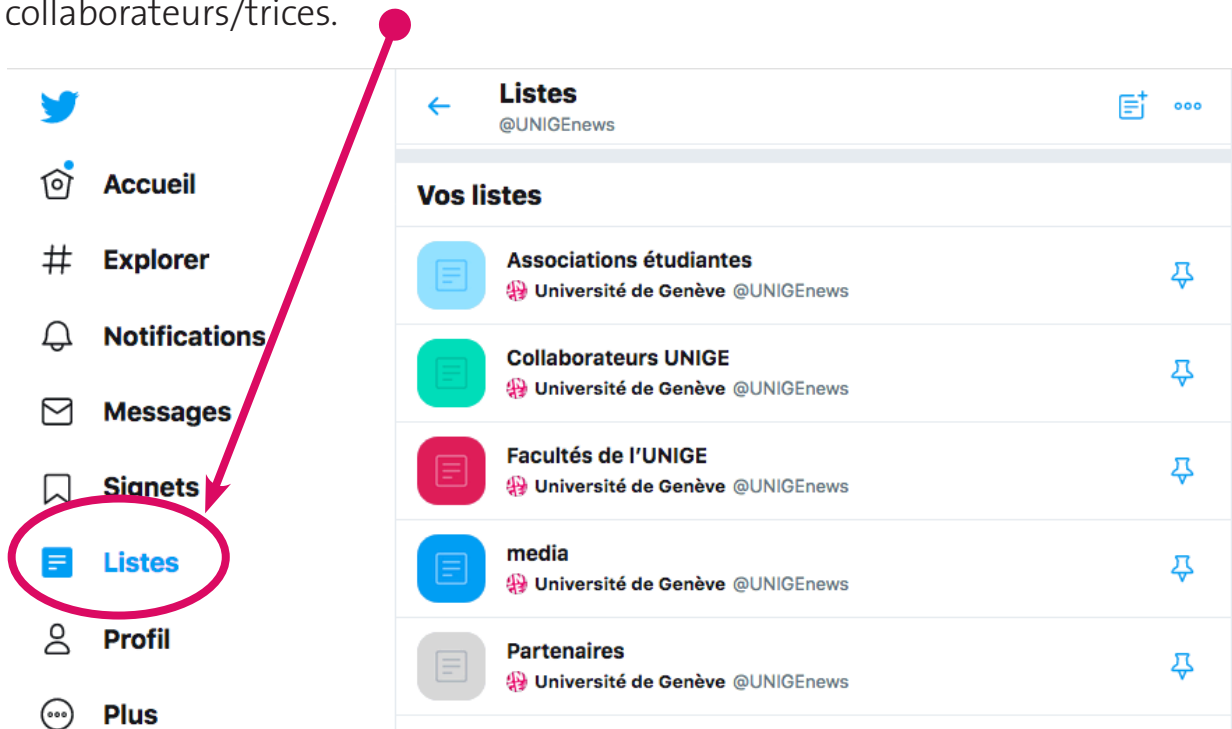 collaborateurs/trices.
Accueil
Explorer
Notifications
Messages
Signets
Listes
Profil
Plus
Listes
@UNIGEnews
Vos listes
Associations étudiantes
Université de Genève @UNIGEnews
Collaborateurs UNIGE
Université de Genève @UNIGEnews
Facultés de l’UNIGE
Université de Genève @UNIGEnews
media
Université de Genève @UNIGEnews
Partenaires
Université de Genève @UNIGEnews